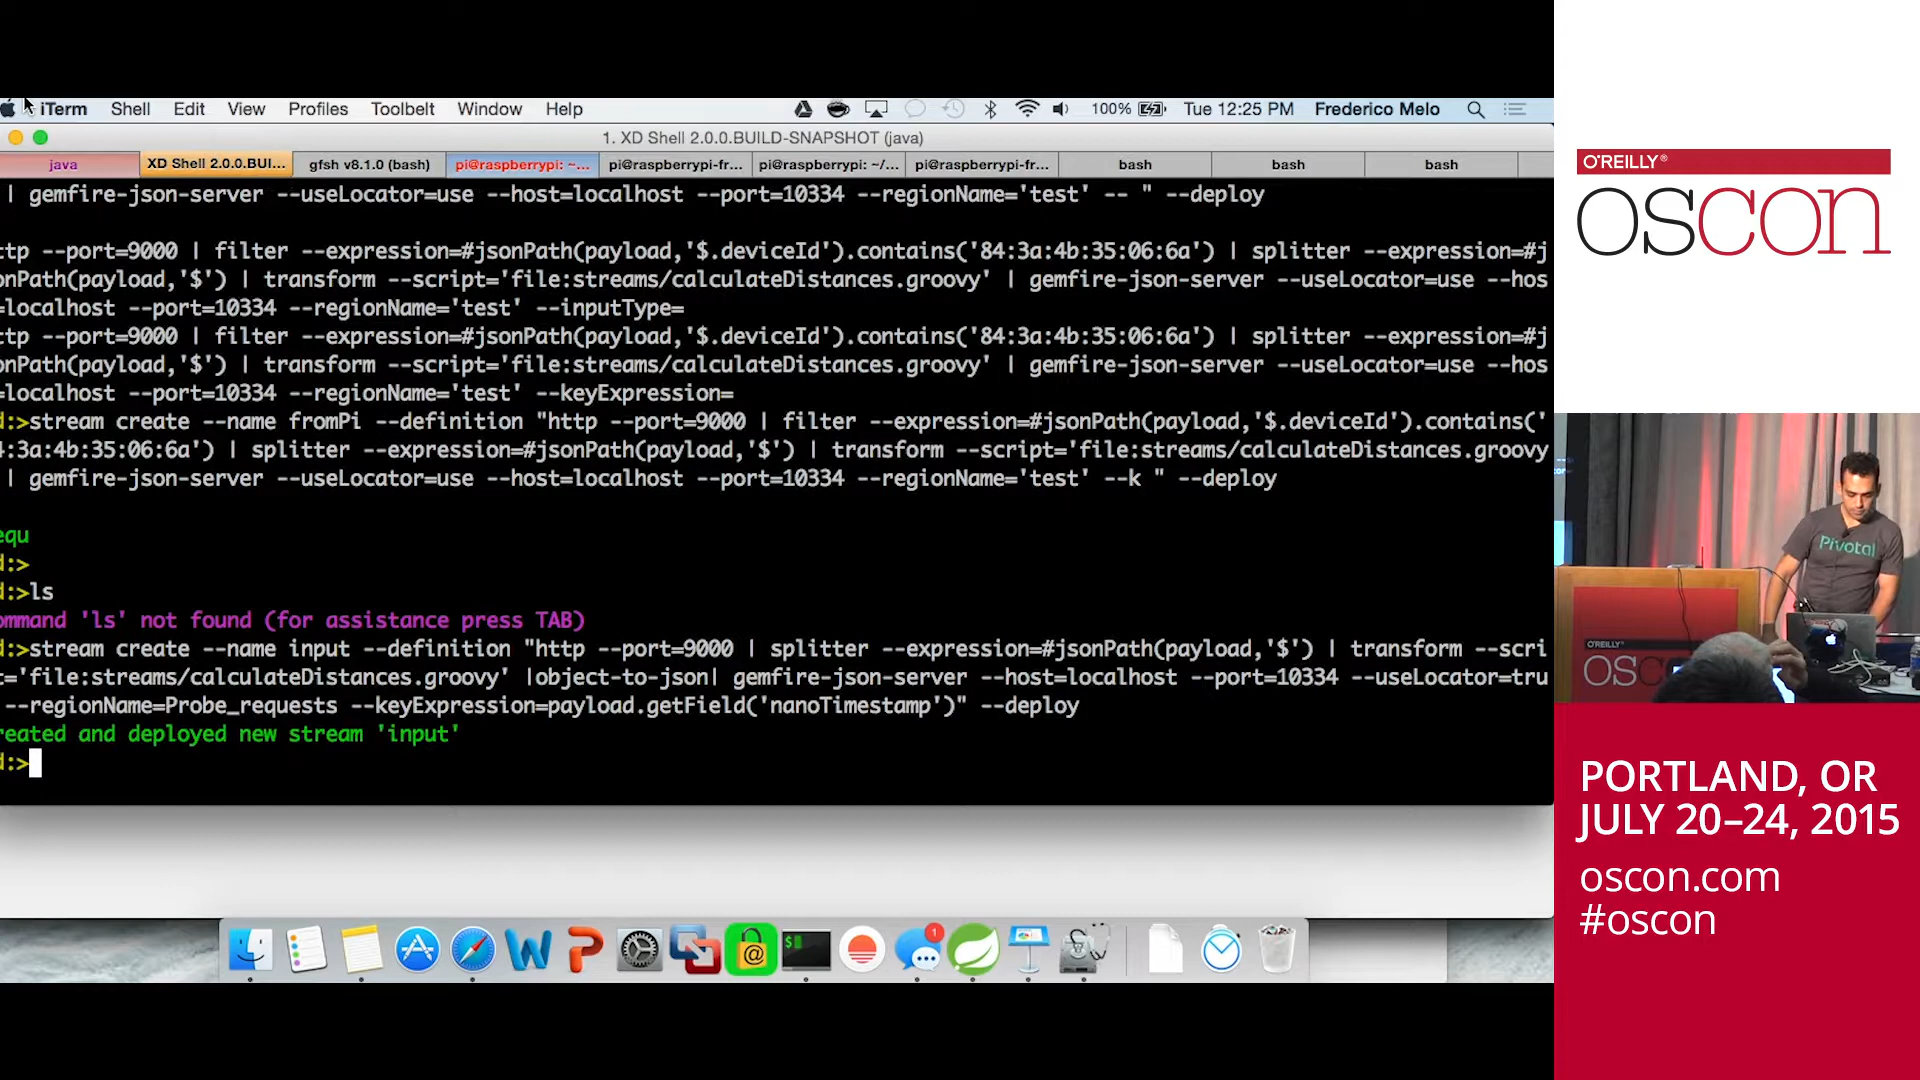 iTerm Shell Edit View Profiles Toolbelt Window Help 100% Tue 12:25 PM Frederico Melo
1. XD Shell 2.0.0.BUILD-SNAPSHOT (java)
java XD Shell 2.0.0.BUI... gfsh v8.1.0 (bash) pi@raspberrypi: ~... pi@raspberrypi-fr... pi@raspberrypi: ~/... pi@raspberrypi-fr... bash bash bash
| gemfire-json-server --useLocator=use --host=localhost --port=10334 --regionName='test' -- " --deploy
ttp --port=9000 | filter --expression=#jsonPath(payload,'$.deviceId').contains('84:3a:4b:35:06:6a') | splitter --expression=#j
onPath(payload,'$') | transform --script='file:streams/calculateDistances.groovy' | gemfire-json-server --useLocator=use --hos
=localhost --port=10334 --regionName='test' --inputType=
ttp --port=9000 | filter --expression=#jsonPath(payload,'$.deviceId').contains('84:3a:4b:35:06:6a') | splitter --expression=#j
onPath(payload,'$') | transform --script='file:streams/calculateDistances.groovy' | gemfire-json-server --useLocator=use --hos
=localhost --port=10334 --regionName='test' --keyExpression=
d:>stream create --name fromPi --definition "http --port=9000 | filter --expression=#jsonPath(payload,'$.deviceId').contains('
4:3a:4b:35:06:6a') | splitter --expression=#jsonPath(payload,'$') | transform --script='file:streams/calculateDistances.groovy
| gemfire-json-server --useLocator=use --host=localhost --port=10334 --regionName='test' --k " --deploy
equ
d:>
d:>ls
ommand 'ls' not found (for assistance press TAB)
d:>stream create --name input --definition "http --port=9000 | splitter --expression=#jsonPath(payload,'$') | transform --scri
t='file:streams/calculateDistances.groovy' |object-to-json| gemfire-json-server --host=localhost --port=10334 --useLocator=tru
--regionName=Probe_requests --keyExpression=payload.getField('nanoTimestamp')" --deploy
reated and deployed new stream 'input'
d:>
1
O'REILLY®
OSCON
Pivotal
O'REILLY
OSC
PORTLAND, OR
JULY 20–24, 2015
oscon.com
#oscon